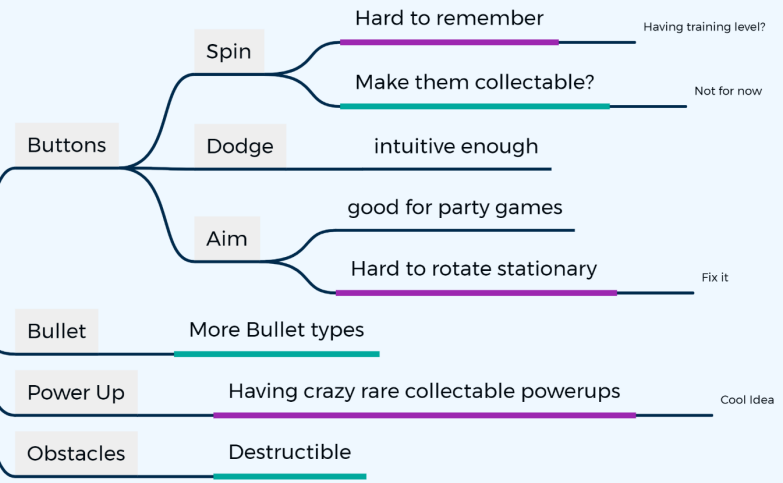 Hard to remember
Having training level?
Spin
Make them collectable?
Not for now
Buttons
Dodge
intuitive enough
good for party games
Aim
Hard to rotate stationary
Fix it
Bullet
More Bullet types
Power Up
Having crazy rare collectable powerups
Cool Idea
Obstacles
Destructible